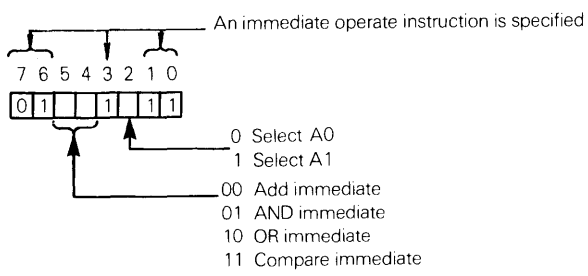 An immediate operate instruction is specified
7 6 5 4 3 2 1 0
0 1 1 1 1
0 Select A0
1 Select A1
00 Add immediate
01 AND immediate
10 OR immediate
11 Compare immediate